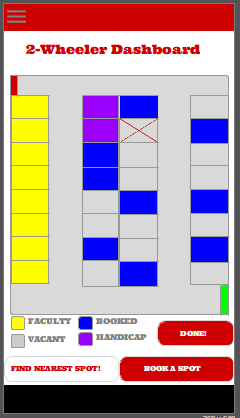 2-Wheeler Dashboard
FACULTY
BOOKED
VACANT
HANDICAP
DONE!
FIND NEAREST SPOT!
BOOK A SPOT